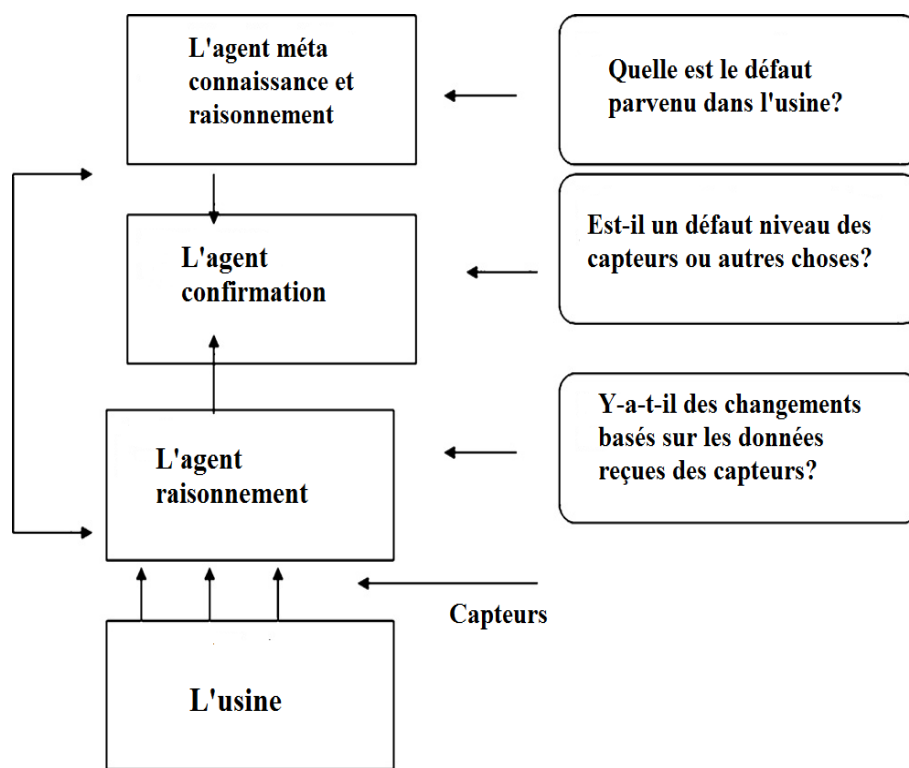 L'agent méta
connaissance et
raisonnement
Quelle est le défaut
parvenu dans l'usine?
L'agent
confirmation
Est-il un défaut niveau des
capteurs ou autres choses?
L'agent
raisonnement
Y-a-t-il des changements
basés sur les données
reçues des capteurs?
Capteurs
L'usine